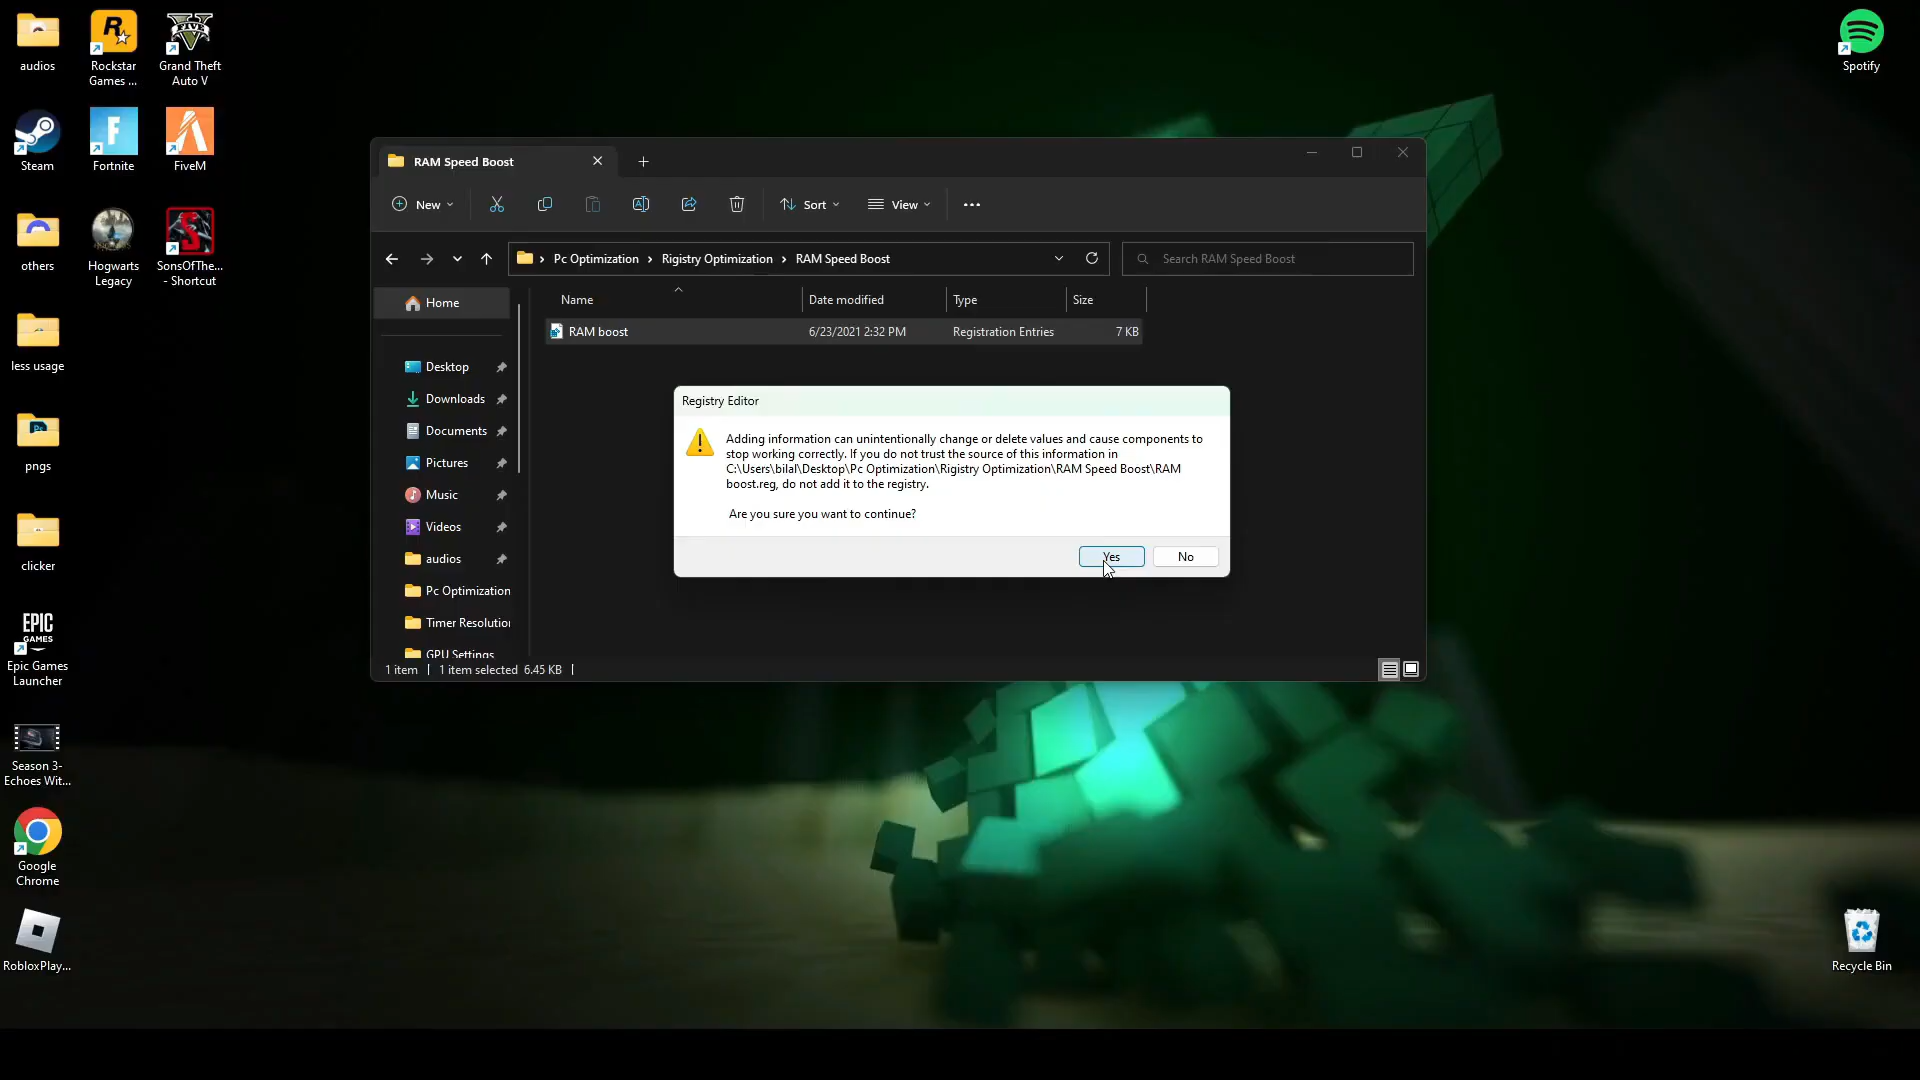 audios
Rockstar
Games ...
Grand Theft
Auto V
Spotify
Steam
Fortnite
FiveM
others
Hogwarts
Legacy
SonsOfThe...
- Shortcut
less usage
pngs
clicker
EPIC
GAMES
Epic Games
Launcher
Season 3-
Echoes Wit...
Google
Chrome
RobloxPlay...
Recycle Bin
RAM Speed Boost
New
Sort
View
Pc Optimization › Rigistry Optimization › RAM Speed Boost
Search RAM Speed Boost
Home
Desktop
Downloads
Documents
Pictures
Music
Videos
audios
Pc Optimization
Timer Resolutio
GPU Settings
Name
Date modified
Type
Size
RAM boost
6/23/2021 2:32 PM
Registration Entries
7 KB
Registry Editor
Adding information can unintentionally change or delete values and cause components to
stop working correctly. If you do not trust the source of this information in
C:\Users\bilal\Desktop\Pc Optimization\Rigistry Optimization\RAM Speed Boost\RAM
boost.reg, do not add it to the registry.
Are you sure you want to continue?
Yes
No
1 item
1 item selected 6.45 KB